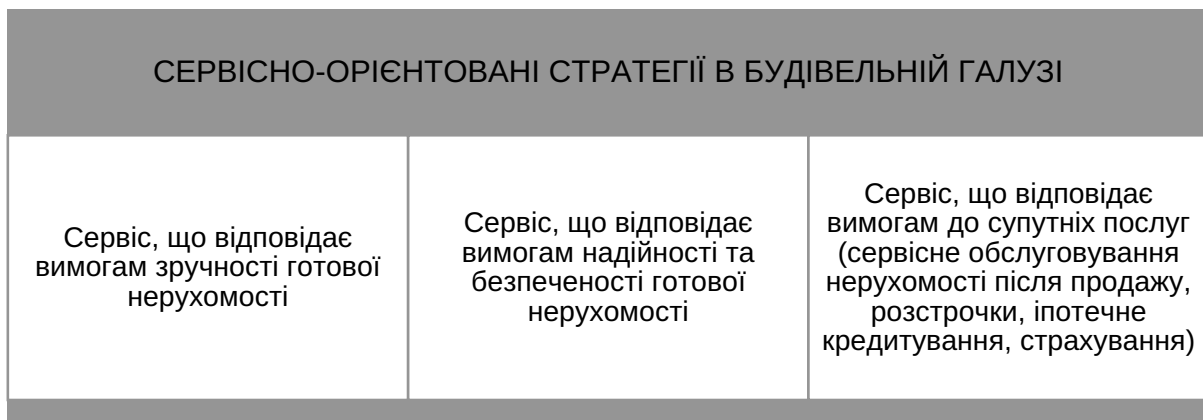 СЕРВІСНО-ОРІЄНТОВАНІ СТРАТЕГІЇ В БУДІВЕЛЬНІЙ ГАЛУЗІ
Сервіс, що відповідає
вимогам зручності готової
нерухомості
Сервіс, що відповідає
вимогам надійності та
безпеченості готової
нерухомості
Сервіс, що відповідає
вимогам до супутніх послуг
(сервісне обслуговування
нерухомості після продажу,
розстрочки, іпотечне
кредитування, страхування)